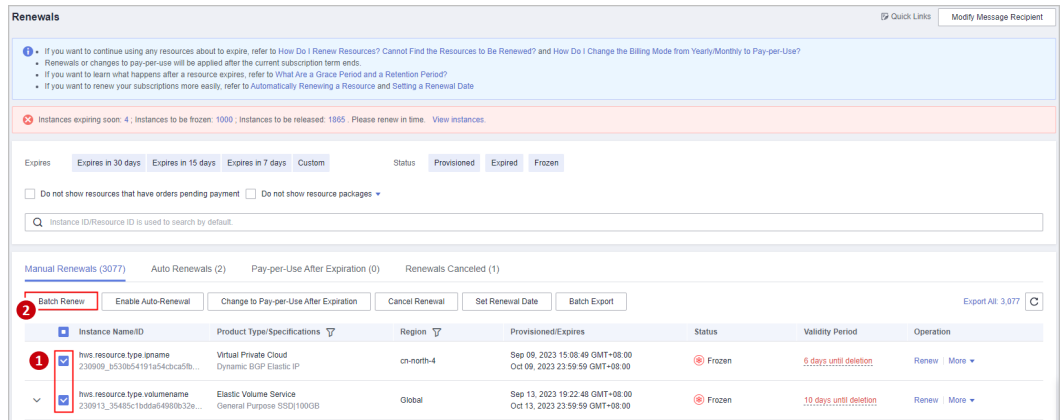 Renewals
Quick Links
Modify Message Recipient
If you want to continue using any resources about to expire, refer to How Do I Renew Resources? Cannot Find the Resources to Be Renewed? and How Do I Change the Billing Mode from Yearly/Monthly to Pay-per-Use?
Renewals or changes to pay-per-use will be applied after the current subscription term ends.
If you want to learn what happens after a resource expires, refer to What Are a Grace Period and a Retention Period?
If you want to renew your subscriptions more easily, refer to Automatically Renewing a Resource and Setting a Renewal Date
Instances expiring soon: 4 ; Instances to be frozen: 1000 ; Instances to be released: 1865 . Please renew in time. View instances.
Expires Expires in 30 days Expires in 15 days Expires in 7 days Custom Status Provisioned Expired Frozen
Do not show resources that have orders pending payment Do not show resource packages
Instance ID/Resource ID is used to search by default.
Manual Renewals (3077) Auto Renewals (2) Pay-per-Use After Expiration (0) Renewals Canceled (1)
Batch Renew Enable Auto-Renewal Change to Pay-per-Use After Expiration Cancel Renewal Set Renewal Date Batch Export Export All: 3,077
2
Instance Name/ID Product Type/Specifications Region Provisioned/Expires Status Validity Period Operation
1
hws.resource.type.ipname Virtual Private Cloud Sep 09, 2023 15:08:49 GMT+08:00
cn-north-4 Frozen 6 days until deletion Renew More
230909_b530b54191a54cbca5fb... Dynamic BGP Elastic IP Oct 09, 2023 23:59:59 GMT+08:00
hws.resource.type.volumename Elastic Volume Service Sep 13, 2023 19:22:48 GMT+08:00
Global Frozen 10 days until deletion Renew More
230913_35485c1bdda64980b32e... General Purpose SSD|100GB Oct 13, 2023 23:59:59 GMT+08:00